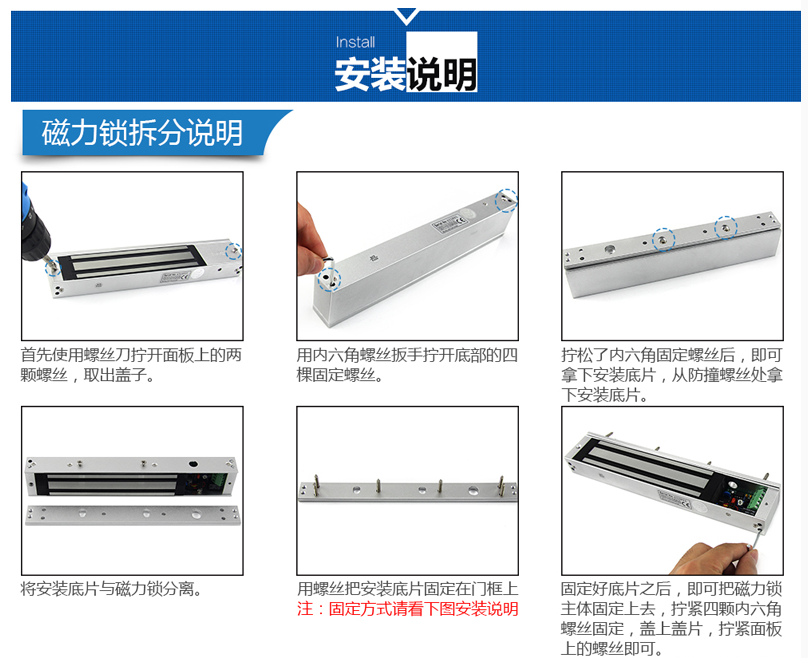 Install
安装说明
磁力锁拆分说明
首先使用螺丝刀拧开面板上的两
颗螺丝，取出盖子。
用内六角螺丝扳手拧开底部的四
棵固定螺丝。
拧松了内六角固定螺丝后，即可
拿下安装底片，从防撞螺丝处拿
下安装底片。
将安装底片与磁力锁分离。
用螺丝把安装底片固定在门框上
注：固定方式请看下图安装说明
固定好底片之后，即可把磁力锁
主体固定上去，拧紧四颗内六角
螺丝固定，盖上盖片，拧紧面板
上的螺丝即可。